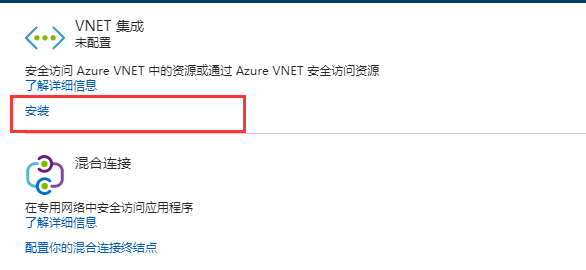 VNET 集成
未配置
安全访问 Azure VNET 中的资源或通过 Azure VNET 安全访问资源
了解详细信息
安装
混合连接
在专用网络中安全访问应用程序
了解详细信息
配置你的混合连接终结点